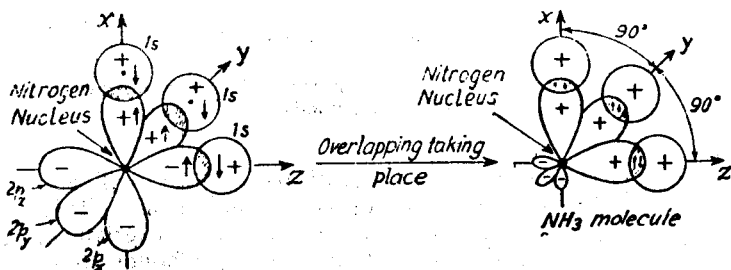 x
1s
+
↓
y
+
↓
1s
Nitrogen
Nucleus
+↑
+↑
1s
-
-↑
↓+
z
2pz
-
2py
-
2px
Overlapping taking
place
x
90°
y
+
+
Nitrogen
Nucleus
↑↓
↑↓
90°
+
+
-
+
↑↓
+
z
-
-
NH3 molecule